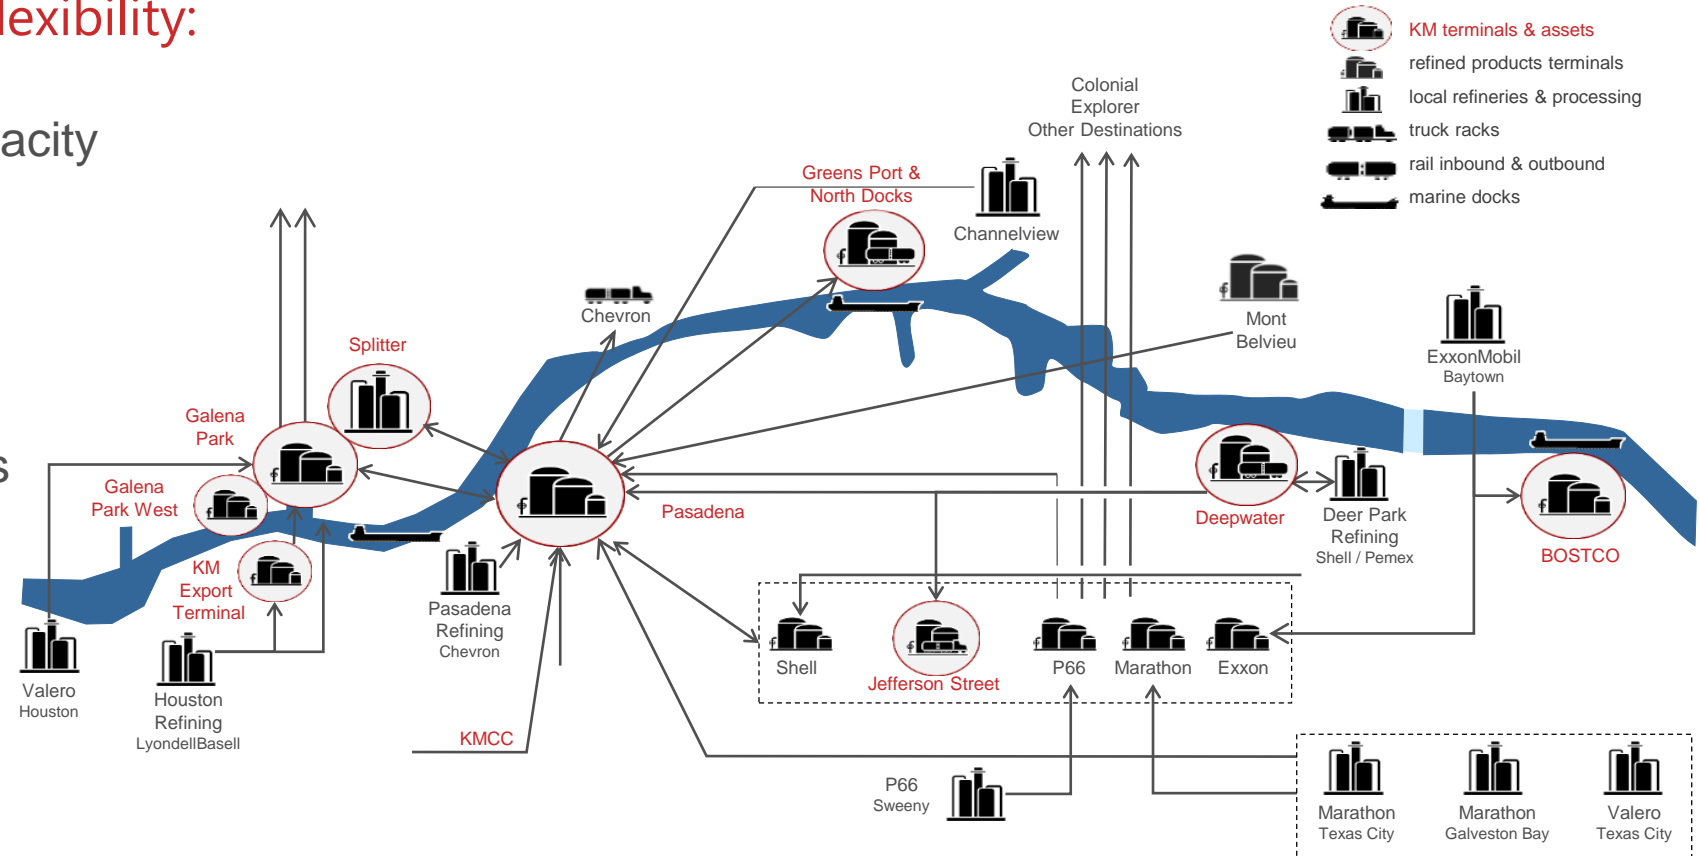 lexibility:
acity
s
KM terminals & assets
refined products terminals
local refineries & processing
truck racks
rail inbound & outbound
marine docks
Colonial
Explorer
Other Destinations
Greens Port &
North Docks
Channelview
Chevron
Mont
Belvieu
ExxonMobil
Baytown
Splitter
Galena
Park
Galena
Park West
Pasadena
Deepwater
Deer Park
Refining
Shell / Pemex
BOSTCO
KM
Export
Terminal
Pasadena
Refining
Chevron
Shell
Jefferson Street
P66
Marathon
Exxon
Valero
Houston
Houston
Refining
LyondellBasell
KMCC
P66
Sweeny
Marathon
Texas City
Marathon
Galveston Bay
Valero
Texas City